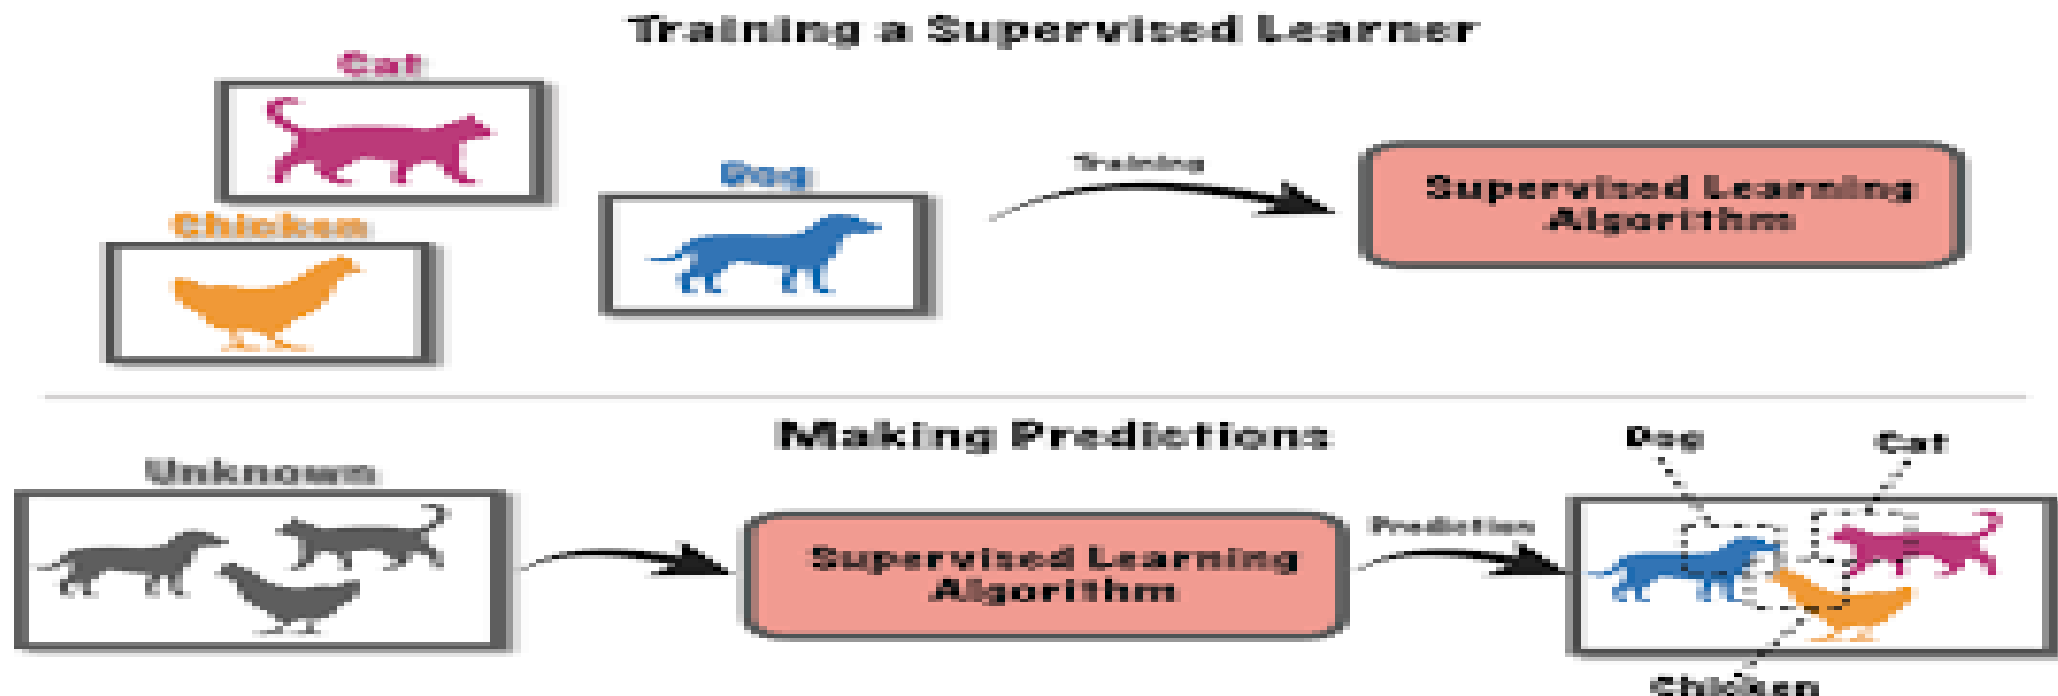 Training a Supervised Learner
Cat
Dog
Training
Supervised Learning
Algorithm
Chicken
Making Predictions
Dog
Cat
Unknown
Prediction
Supervised Learning
Algorithm
Chicken